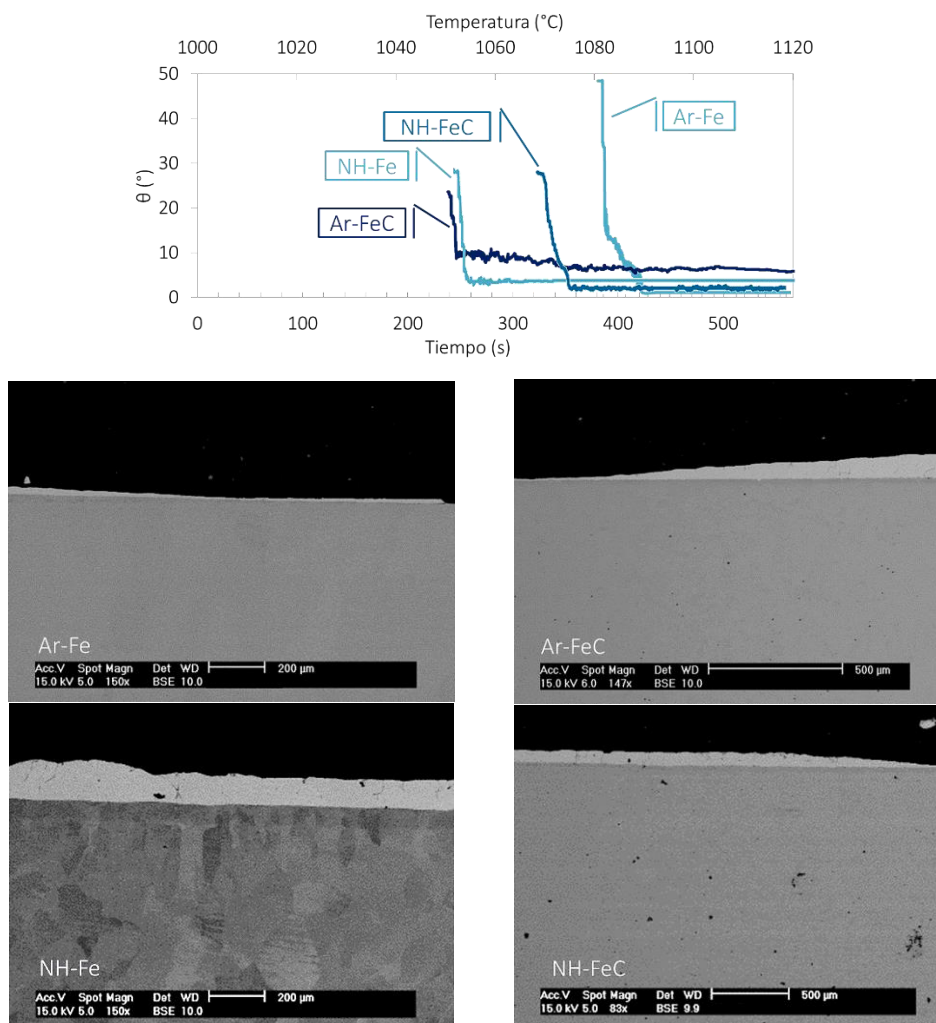 Temperatura (°C)
1000 1020 1040 1060 1080 1100 1120
50
40
30
20
10
0
θ (°)
NH-FeC
Ar-Fe
NH-Fe
Ar-FeC
0 100 200 300 400 500
Tiempo (s)
Ar-Fe
Acc.V Spot Magn Det WD 200 µm
15.0 kV 5.0 150x BSE 10.0
Ar-FeC
Acc.V Spot Magn Det WD 500 µm
15.0 kV 6.0 147x BSE 10.0
NH-Fe
Acc.V Spot Magn Det WD 200 µm
15.0 kV 5.0 150x BSE 10.0
NH-FeC
Acc.V Spot Magn Det WD 500 µm
15.0 kV 5.0 83x BSE 9.9